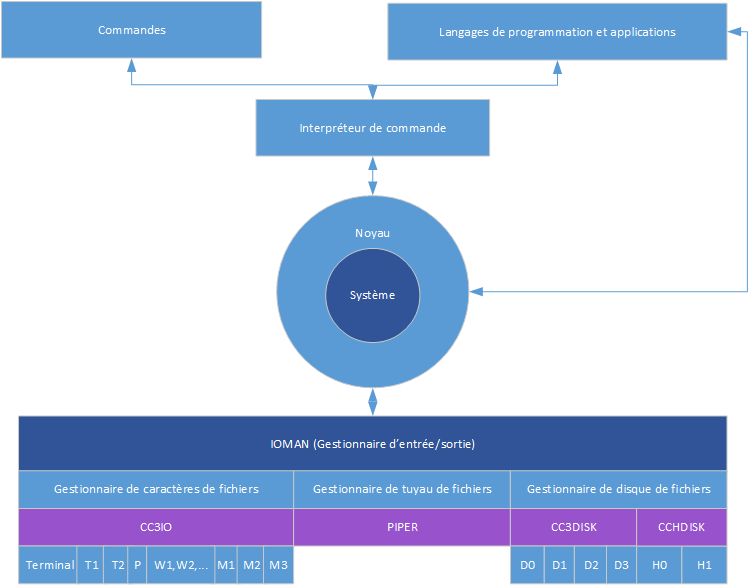 Commandes
Langages de programmation et applications
Interpréteur de commande
Noyau
Système
IOMAN (Gestionnaire d'entrée/sortie)
Gestionnaire de caractères de fichiers
Gestionnaire de tuyau de fichiers
Gestionnaire de disque de fichiers
CC3IO
PIPER
CC3DISK
CCHDISK
Terminal
T1
T2
P
W1,W2,...
M1
M2
M3
D0
D1
D2
D3
H0
H1